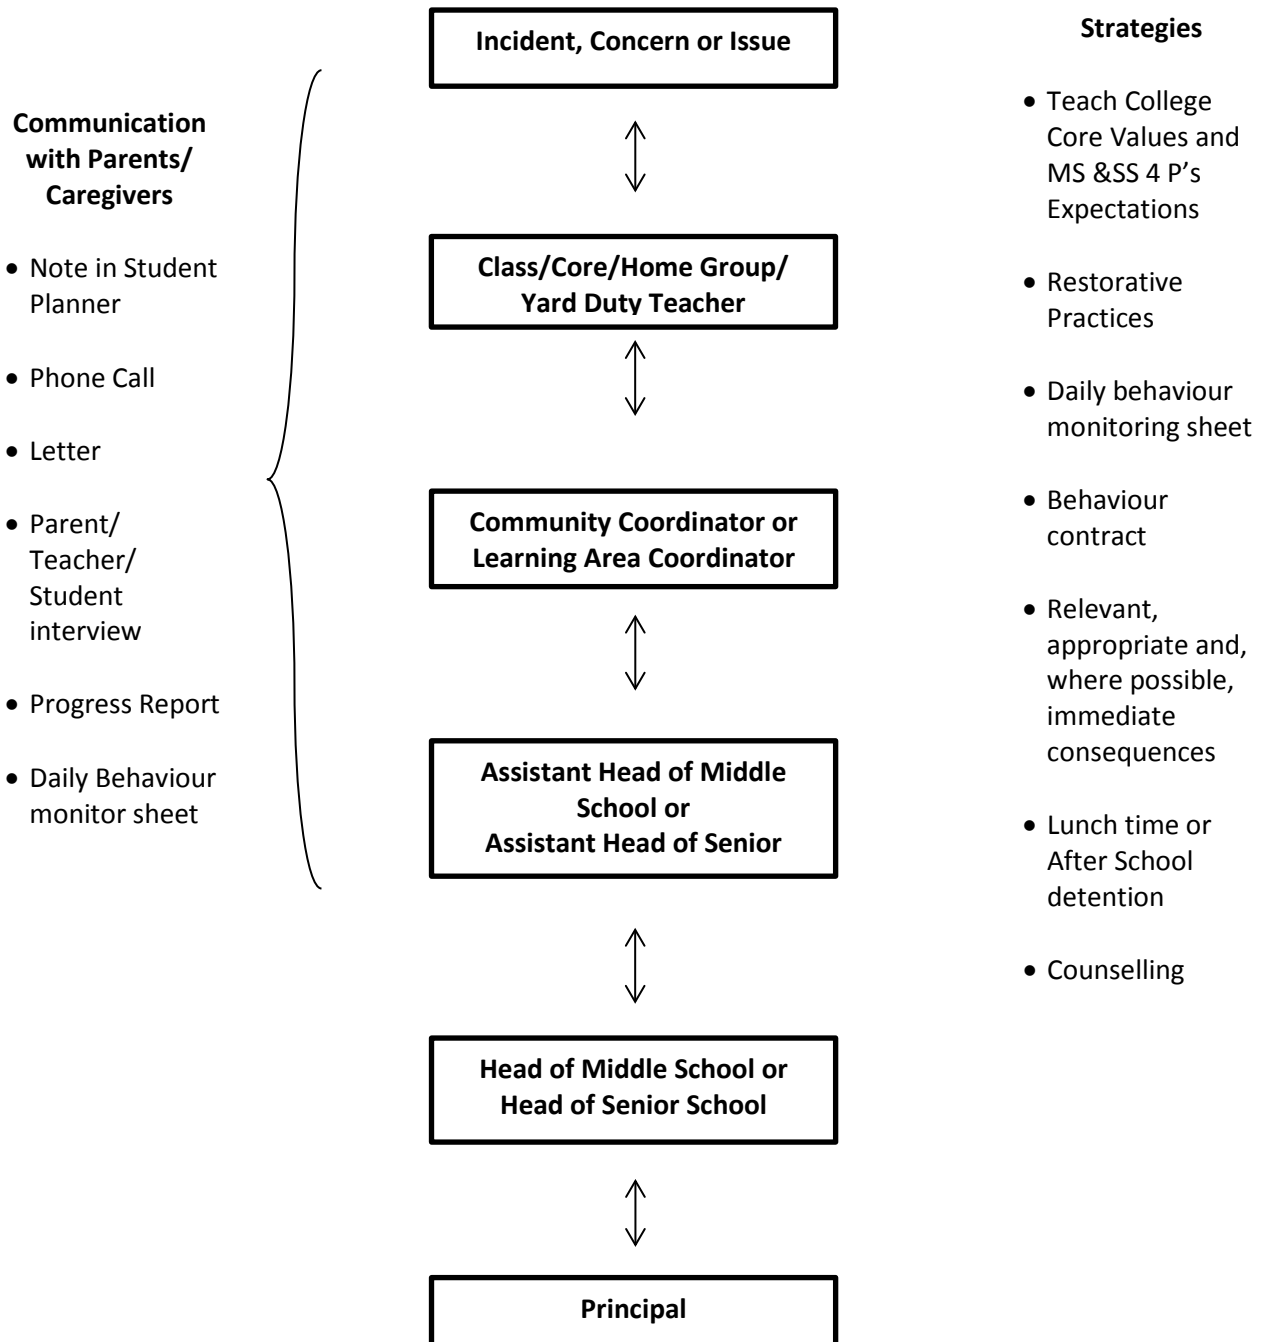 Communication
with Parents/
Caregivers
• Note in Student
Planner
• Phone Call
• Letter
• Parent/
Teacher/
Student
interview
• Progress Report
• Daily Behaviour
monitor sheet
Incident, Concern or Issue
Class/Core/Home Group/
Yard Duty Teacher
Community Coordinator or
Learning Area Coordinator
Assistant Head of Middle
School or
Assistant Head of Senior
Head of Middle School or
Head of Senior School
Principal
Strategies
• Teach College
Core Values and
MS &SS 4 P’s
Expectations
• Restorative
Practices
• Daily behaviour
monitoring sheet
• Behaviour
contract
• Relevant,
appropriate and,
where possible,
immediate
consequences
• Lunch time or
After School
detention
• Counselling